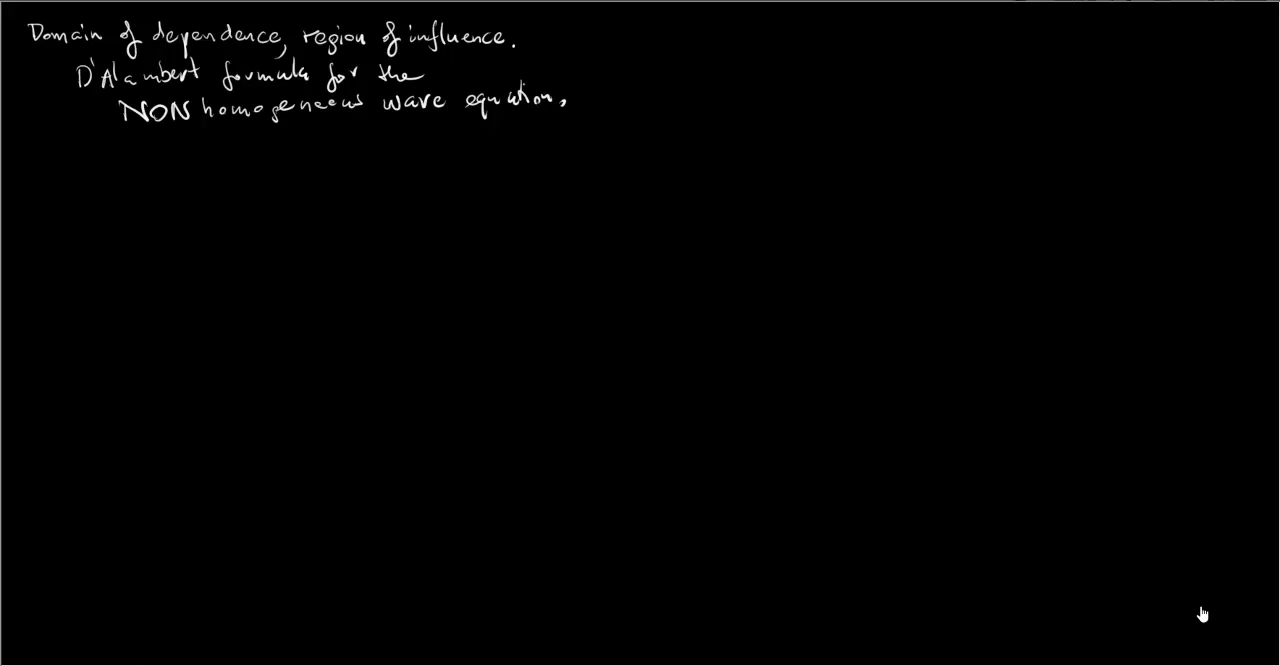 Domain of dependence, region of influence.
D'Alambert formula for the
NON homogeneous wave equation.